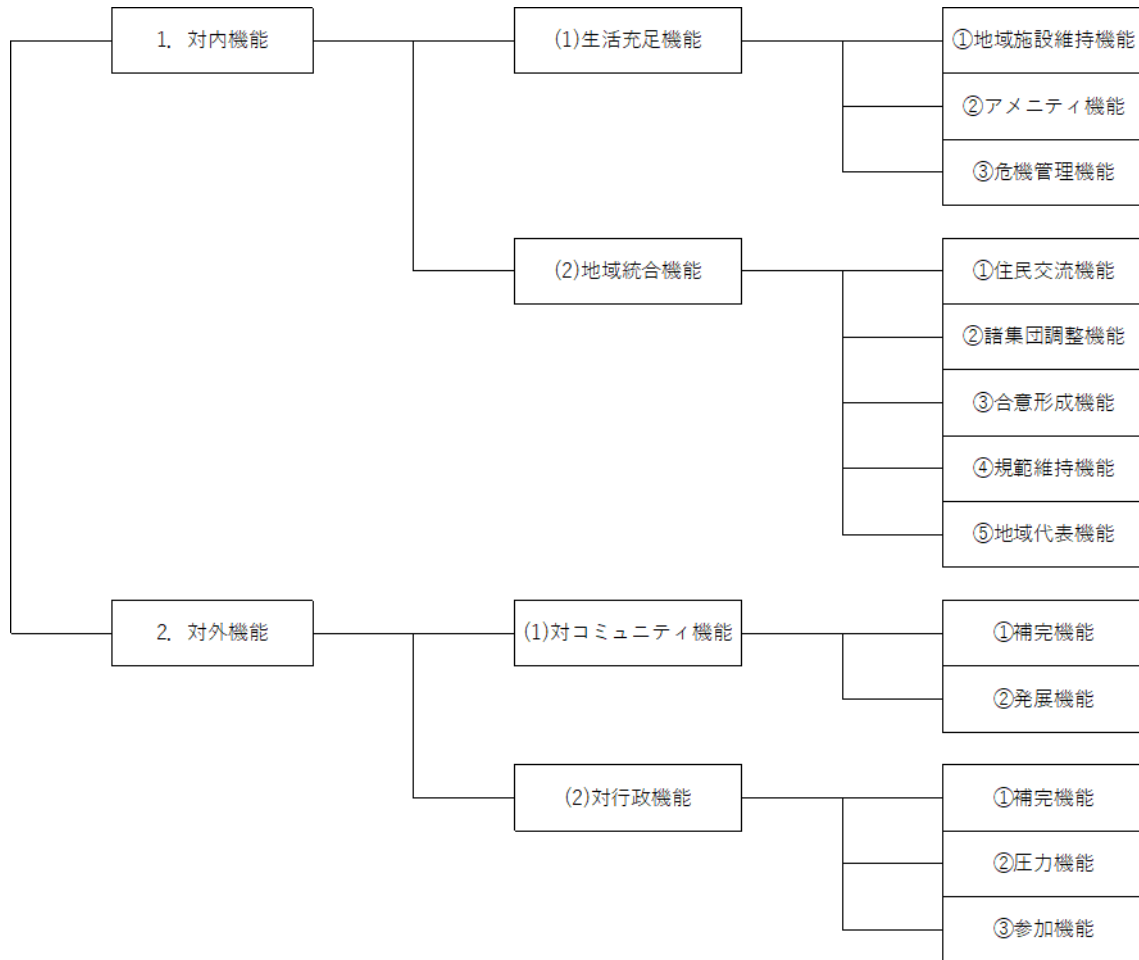 1. 対内機能
(1)生活充足機能
①地域施設維持機能
②アメニティ機能
③危機管理機能
(2)地域統合機能
①住民交流機能
②諸集団調整機能
③合意形成機能
④規範維持機能
⑤地域代表機能
2. 対外機能
(1)対コミュニティ機能
①補完機能
②発展機能
(2)対行政機能
①補完機能
②圧力機能
③参加機能